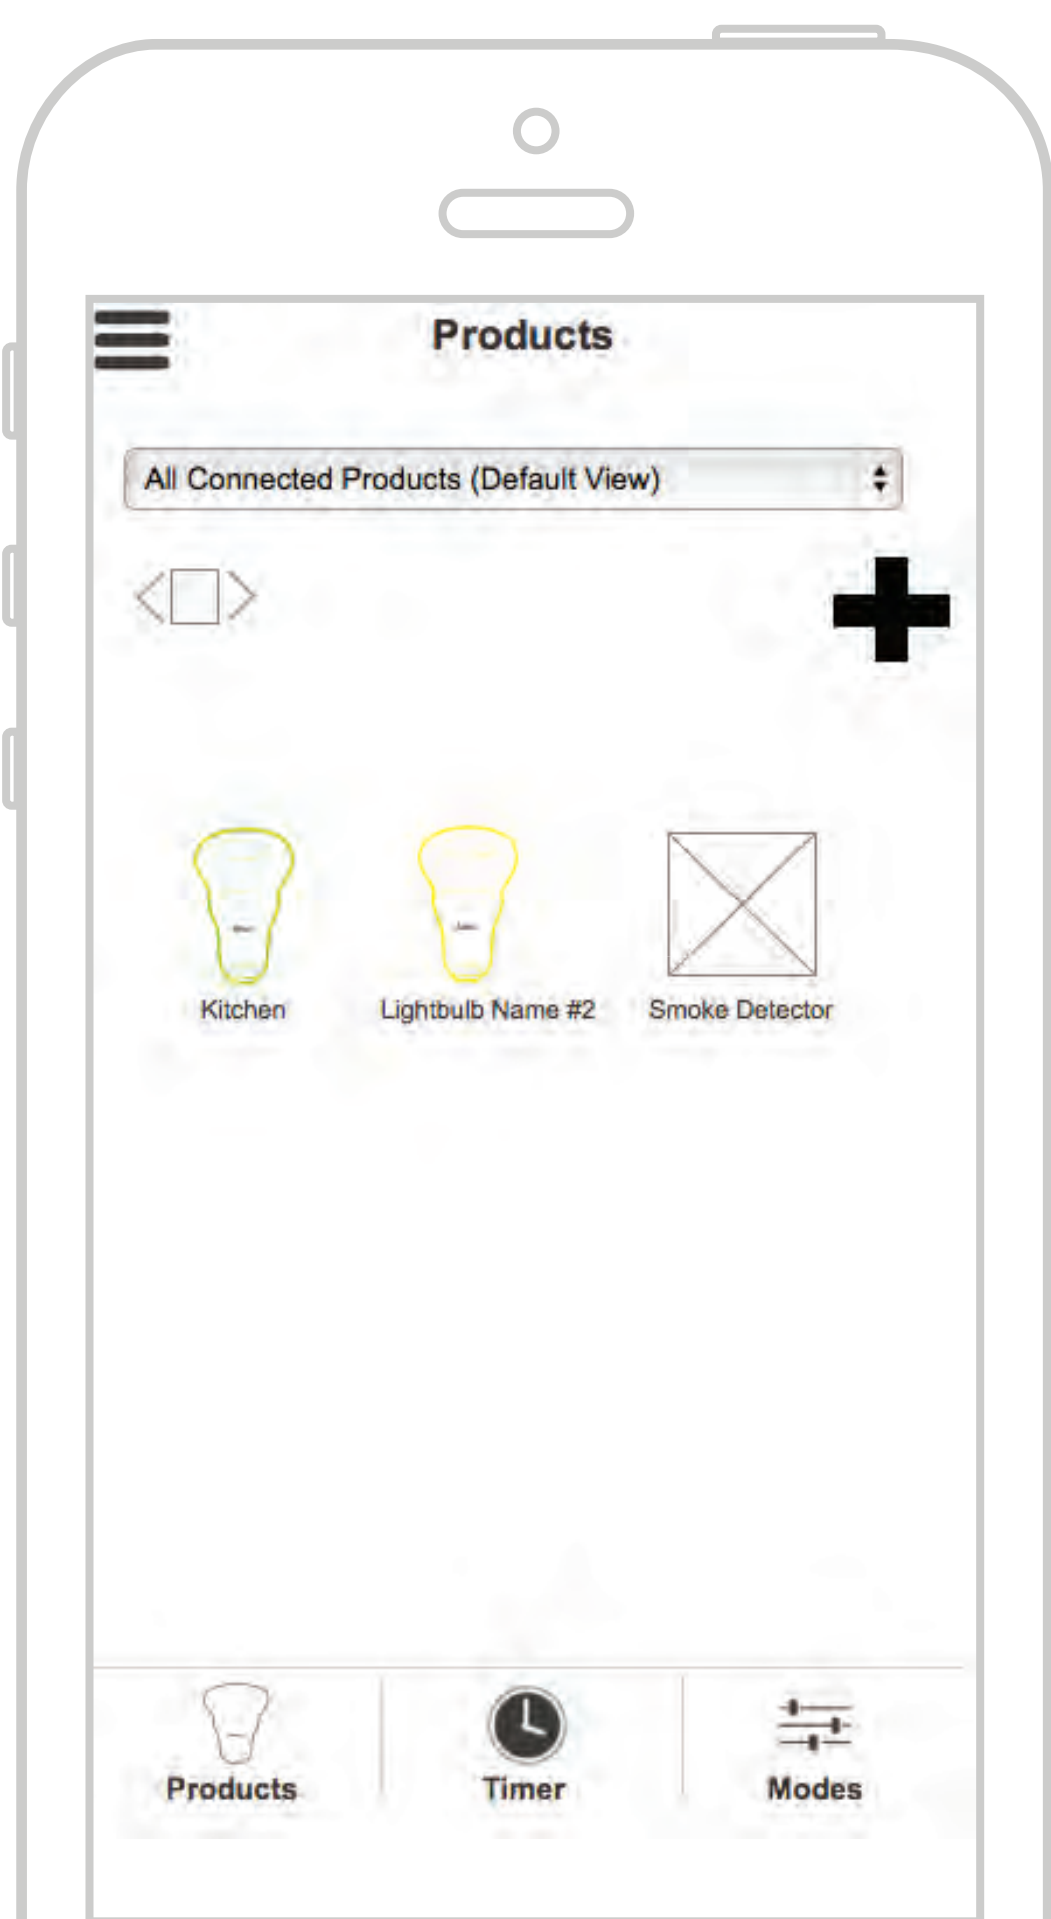 Products
All Connected Products (Default View)
Kitchen
Lightbulb Name #2
Smoke Detector
Products
Timer
Modes